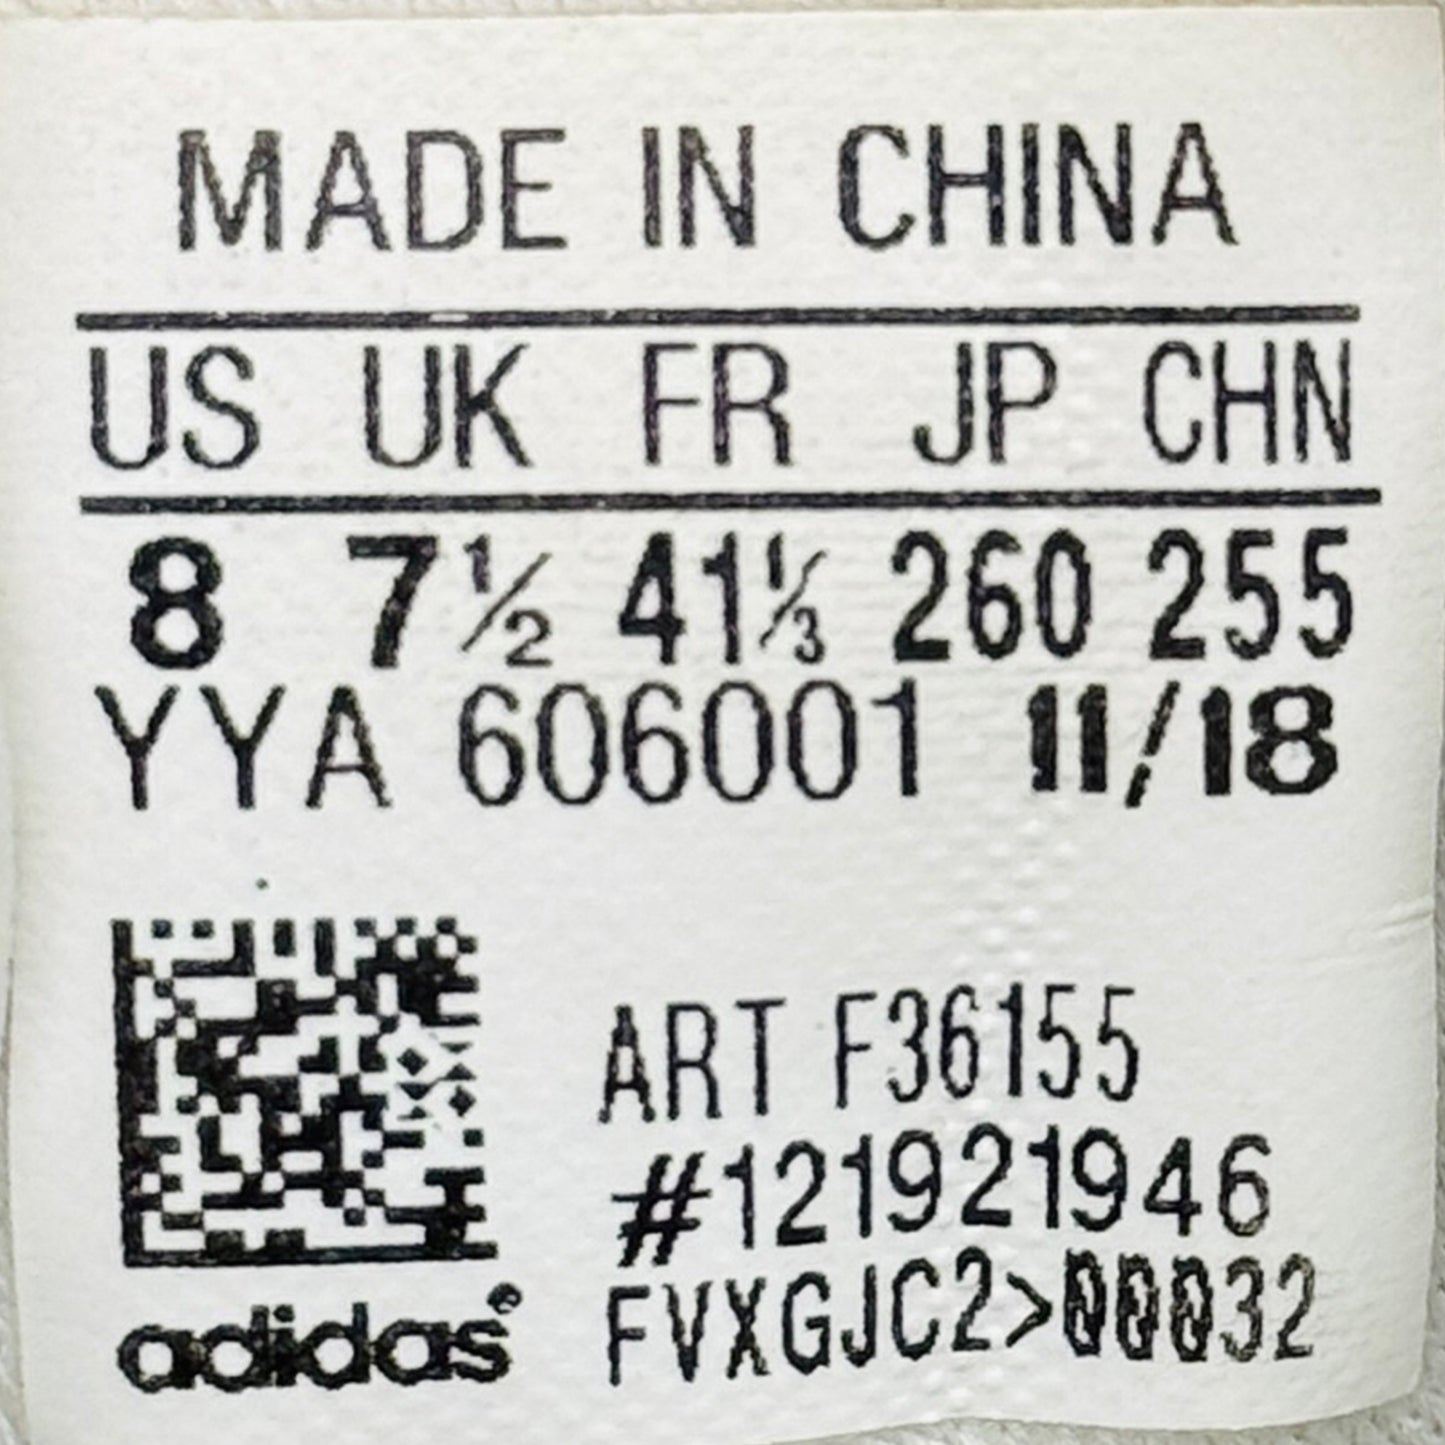 MADE IN CHINA
US UK FR JP CHN
8 7½ 41⅓ 260 255
YYA 606001 11/18
ART F36155
#121921946
FVXGJC2>00032
adidas®